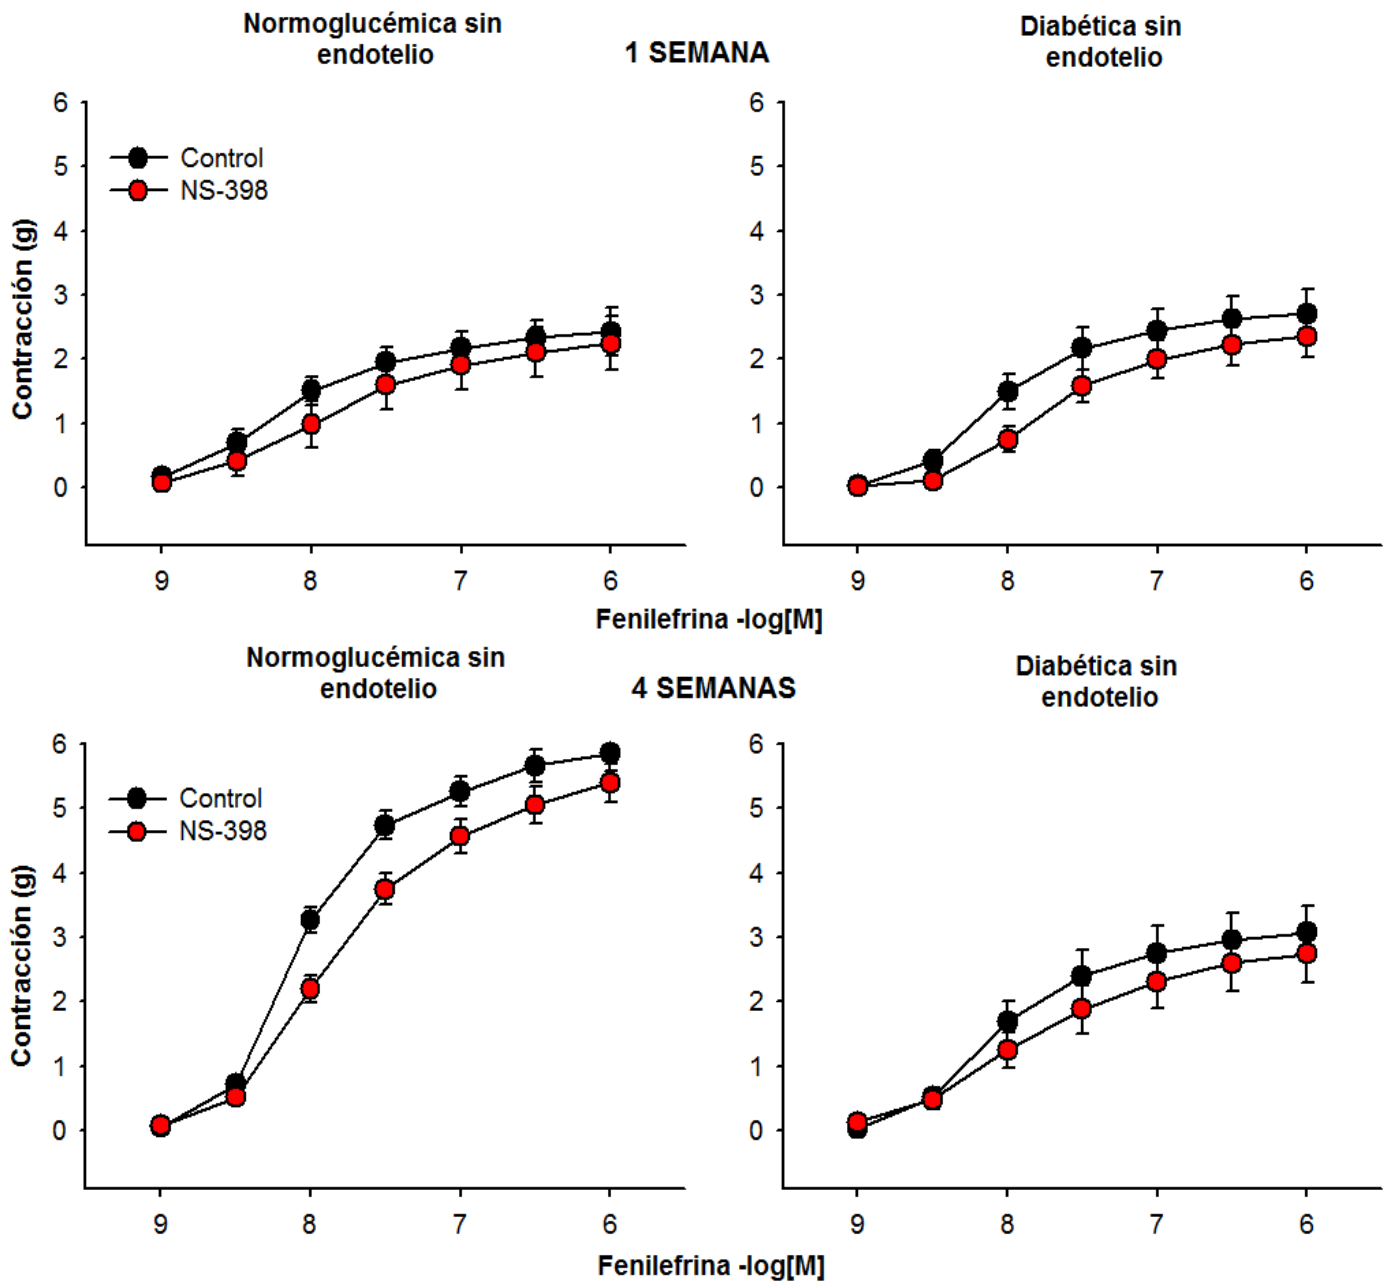 Normoglucémica sin
endotelio
1 SEMANA
Diabética sin
endotelio
6
5
4
3
2
1
0
Contracción (g)
Control
NS-398
9
8
7
6
6
5
4
3
2
1
0
9
8
7
6
Fenilefrina -log[M]
Normoglucémica sin
endotelio
4 SEMANAS
Diabética sin
endotelio
6
5
4
3
2
1
0
Contracción (g)
Control
NS-398
9
8
7
6
6
5
4
3
2
1
0
9
8
7
6
Fenilefrina -log[M]